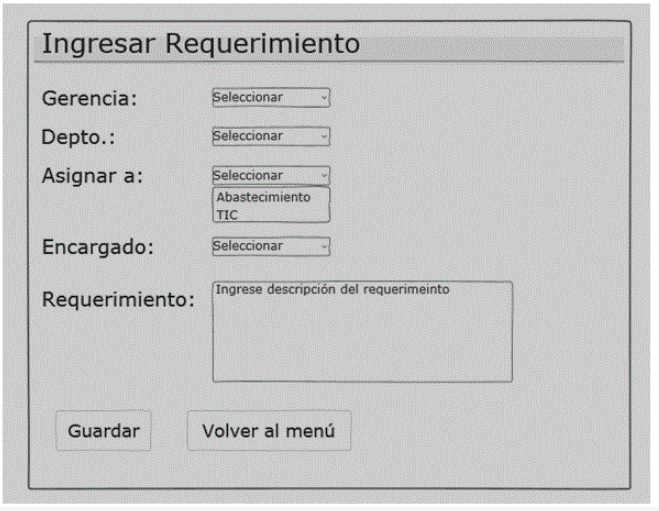 Ingresar Requerimiento
Gerencia: Seleccionar
Depto.: Seleccionar
Asignar a: Seleccionar
Abastecimiento
TIC
Encargado: Seleccionar
Requerimiento: Ingrese descripción del requerimeinto
Guardar Volver al menú